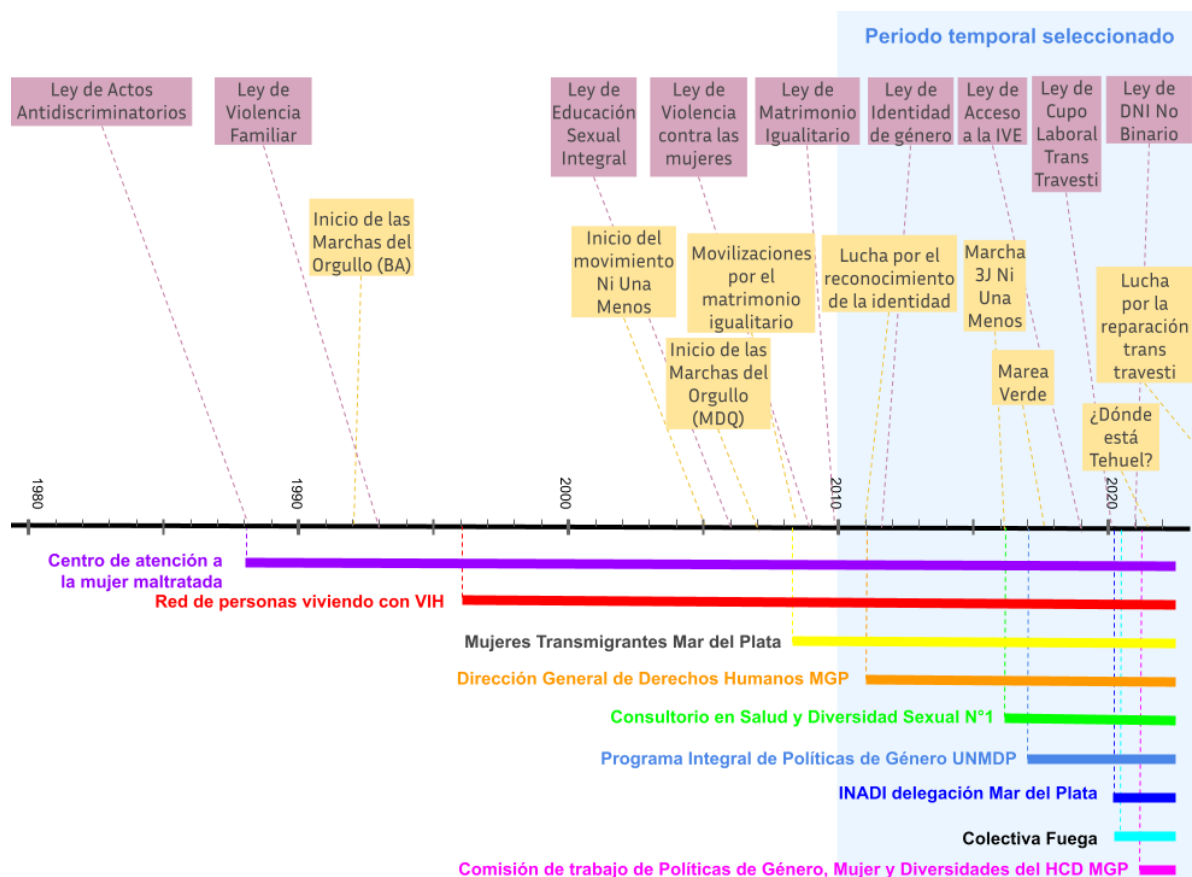 Periodo temporal seleccionado
Ley de Actos
Antidiscriminatorios
Ley de
Violencia
Familiar
Ley de
Educación
Sexual
Integral
Ley de
Violencia
contra las
mujeres
Ley de
Matrimonio
Igualitario
Ley de
Identidad
de género
Ley de
Acceso
a la IVE
Ley de
Cupo
Laboral
Trans
Travesti
Ley de
DNI No
Binario
Inicio de las
Marchas del
Orgullo (BA)
Inicio del
movimiento
Ni Una
Menos
Movilizaciones
por el
matrimonio
igualitario
Lucha por el
reconocimiento
de la identidad
Marcha
3J Ni
Una
Menos
Lucha
por la
reparación
trans
travesti
Inicio de las
Marchas del
Orgullo
(MDQ)
Marea
Verde
¿Dónde
está
Tehuel?
1980
1990
2000
2010
2020
Centro de atención a
la mujer maltratada
Red de personas viviendo con VIH
Mujeres Transmigrantes Mar del Plata
Dirección General de Derechos Humanos MGP
Consultorio en Salud y Diversidad Sexual N°1
Programa Integral de Políticas de Género UNMDP
INADI delegación Mar del Plata
Colectiva Fuega
Comisión de trabajo de Políticas de Género, Mujer y Diversidades del HCD MGP